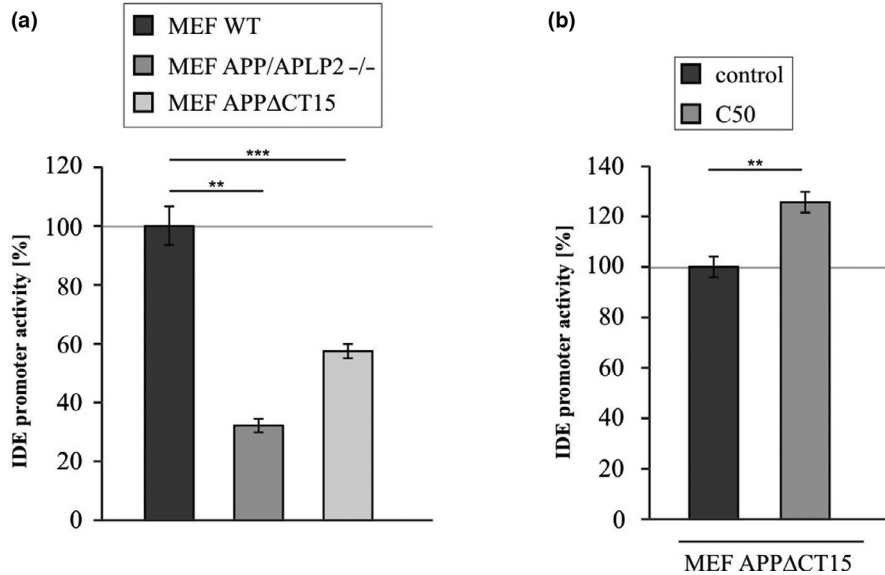 (a)
MEF WT
MEF APP/APLP2 -/-
MEF APPΔCT15
IDE promoter activity [%]
120
100
80
60
40
20
0
***
**
(b)
control
C50
IDE promoter activity [%]
140
120
100
80
60
40
20
0
**
MEF APPΔCT15